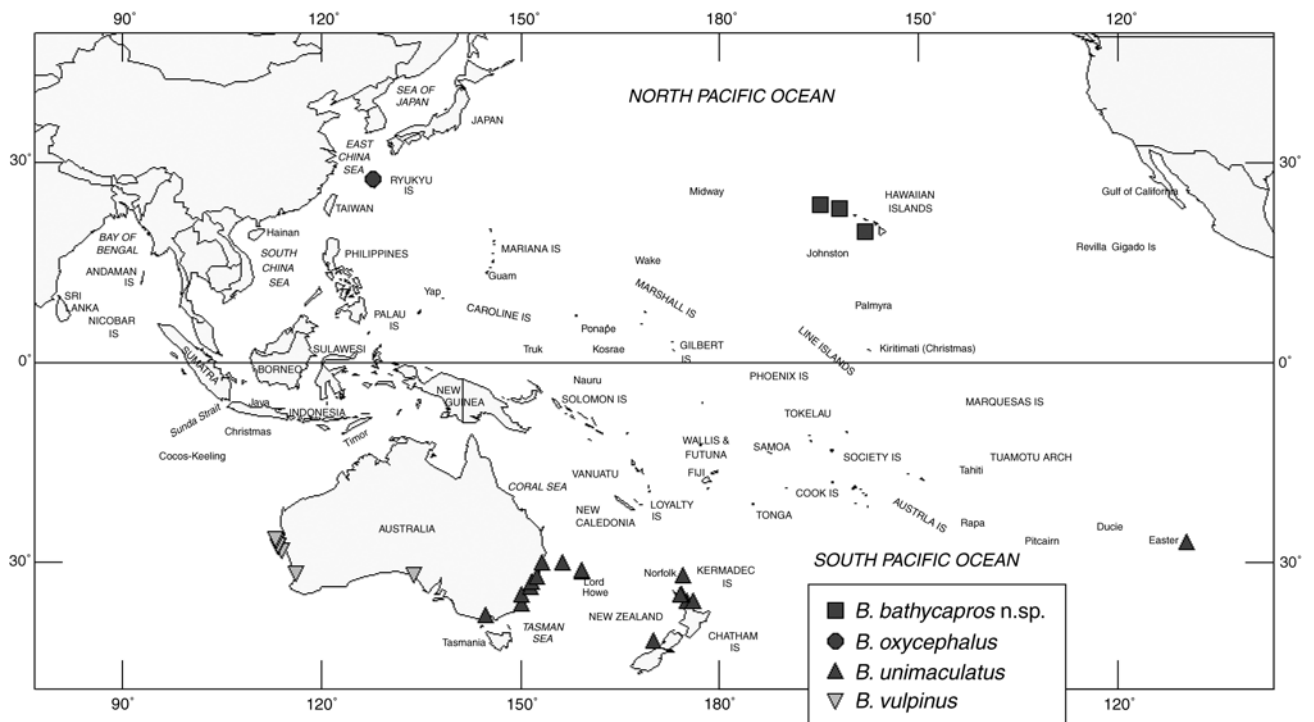 90°
120°
150°
180°
150°
120°
NORTH PACIFIC OCEAN
SEA OF
JAPAN
JAPAN
EAST
CHINA
SEA
30°
30°
RYUKYU
IS
TAIWAN
Midway
HAWAIIAN
ISLANDS
Gulf of California
Hainan
BAY OF
BENGAL
SOUTH
CHINA
SEA
PHILIPPINES
MARIANA IS
Guam
Wake
Johnston
Revilla Gigado Is
ANDAMAN
IS
SRI
ANKA
NICOBAR
IS
Yap
PALAU
IS
CAROLINE IS
MARSHALL IS
Palmyra
Ponape
Truk
Kosrae
GILBERT
IS
LINE ISLANDS
Kiritimati (Christmas)
0°
0°
SUMATRA
BORNEO
SULAWESI
NEW
GUINEA
Nauru
SOLOMON IS
PHOENIX IS
TOKELAU
MARQUESAS IS
Sunda Strait
Java
INDONESIA
Timor
Christmas
Cocos-Keeling
WALLIS &
FUTUNA
SAMOA
SOCIETY IS
TUAMOTU ARCH
Tahiti
VANUATU
FIJI
CORAL SEA
NEW
CALEDONIA
LOYALTY
IS
TONGA
COOK IS
AUSTRLA IS
Rapa
Pitcairn
Ducie
Easter
AUSTRALIA
30°
30°
SOUTH PACIFIC OCEAN
Lord
Howe
Norfolk
KERMADEC
IS
NEW ZEALAND
CHATHAM
IS
TASMAN
SEA
Tasmania
B. bathycapros n.sp.
B. oxycephalus
B. unimaculatus
B. vulpinus
90°
120°
150°
180°
120°